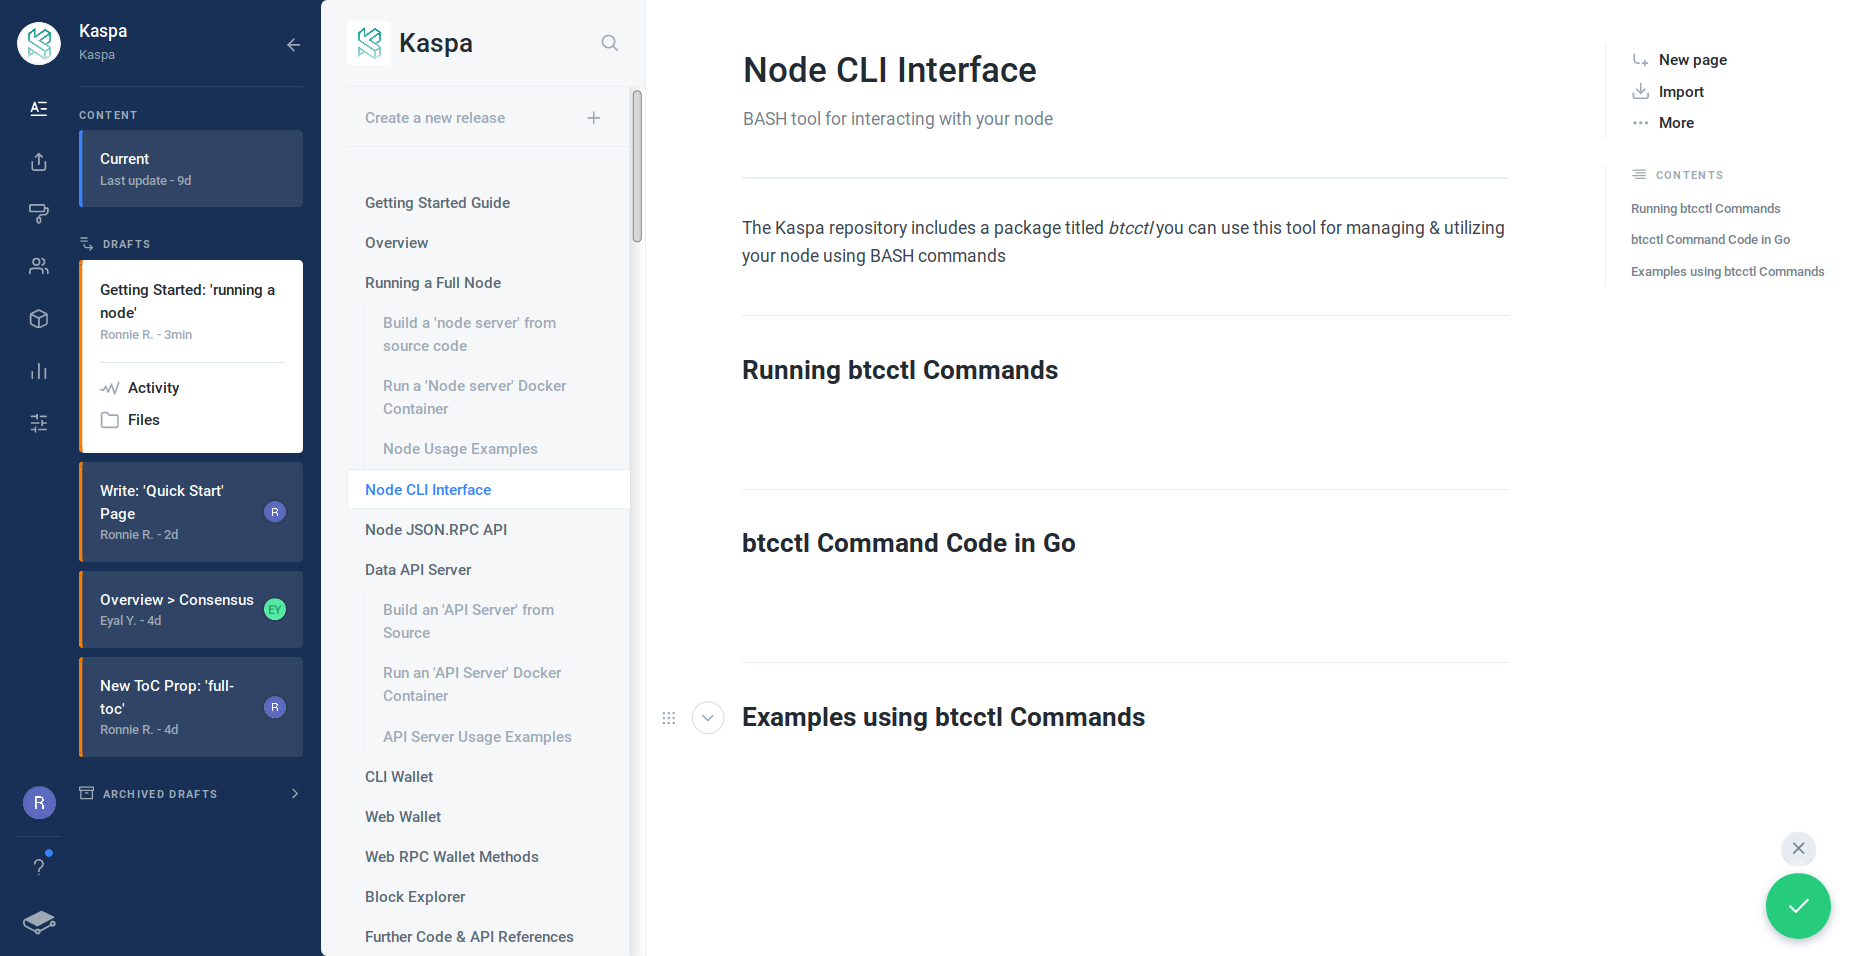 Kaspa
Kaspa
CONTENT
Current
Last update - 9d
DRAFTS
Getting Started: 'running a
node'
Ronnie R. - 3min
Activity
Files
Write: 'Quick Start'
Page
Ronnie R. - 2d
R
Overview > Consensus
Eyal Y. - 4d
EY
New ToC Prop: 'full-
toc'
Ronnie R. - 4d
R
ARCHIVED DRAFTS
R
?
Kaspa
Create a new release
Getting Started Guide
Overview
Running a Full Node
Build a 'node server' from
source code
Run a 'Node server' Docker
Container
Node Usage Examples
Node CLI Interface
Node JSON.RPC API
Data API Server
Build an 'API Server' from
Source
Run an 'API Server' Docker
Container
API Server Usage Examples
CLI Wallet
Web Wallet
Web RPC Wallet Methods
Block Explorer
Further Code & API References
Node CLI Interface
BASH tool for interacting with your node
The Kaspa repository includes a package titled btcctl you can use this tool for managing & utilizing
your node using BASH commands
Running btcctl Commands
btcctl Command Code in Go
Examples using btcctl Commands
New page
Import
More
CONTENTS
Running btcctl Commands
btcctl Command Code in Go
Examples using btcctl Commands